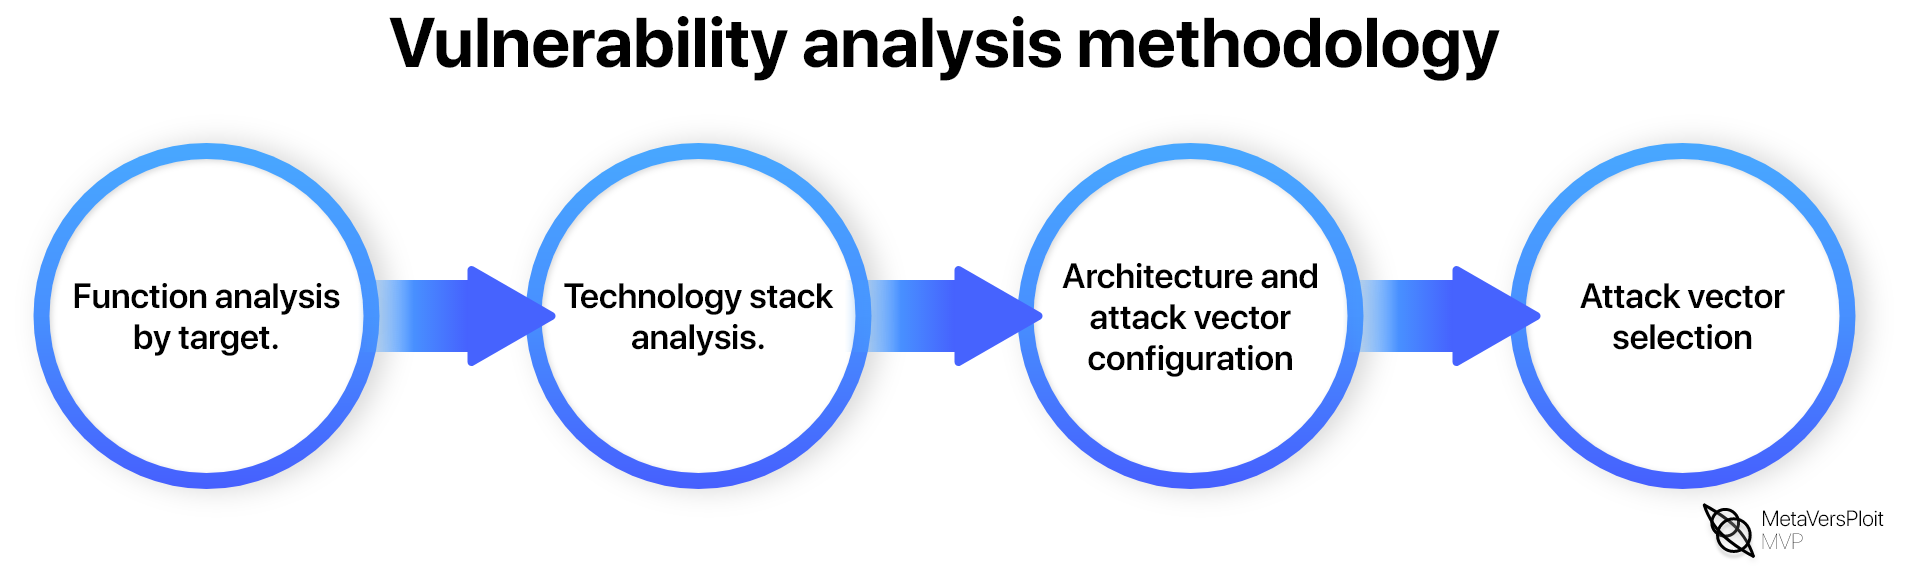 Vulnerability analysis methodology
Function analysis
by target.
Technology stack
analysis.
Architecture and
attack vector
configuration
Attack vector
selection
MetaVersPloit
MVP